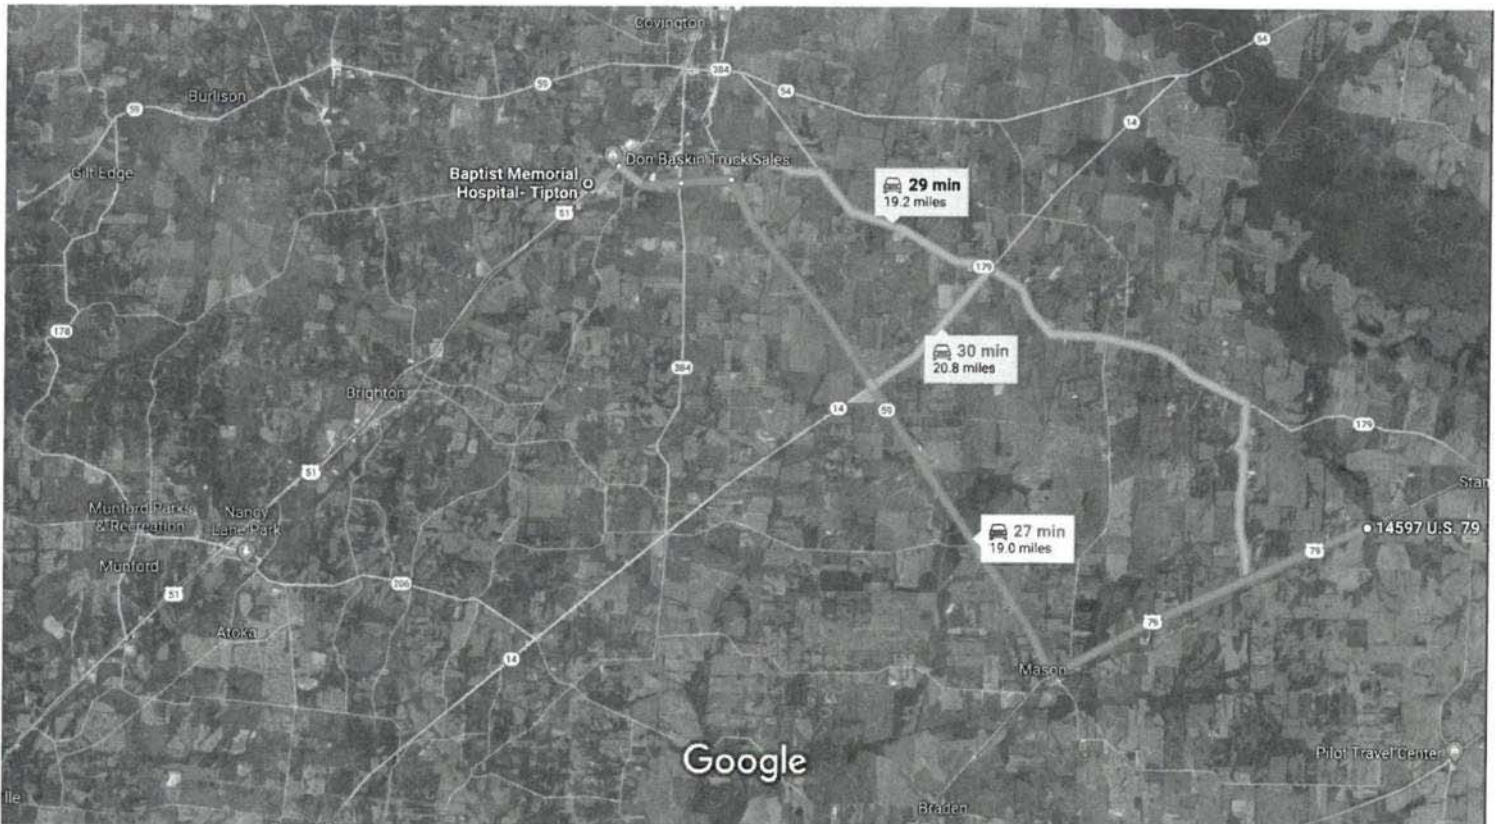 Covington
384
54
54
59
59
Burlison
14
Don Baskin Truck Sales
Gilt Edge
Baptist Memorial
Hospital- Tipton
51
29 min
19.2 miles
179
178
30 min
20.8 miles
384
Brighton
14
59
179
51
Munford Parks
& Recreation
Nancy
Lane Park
27 min
19.0 miles
14597 U.S. 79
79
Munford
51
206
79
Atoka
14
Mason
Google
Pilot Travel Center
Braden